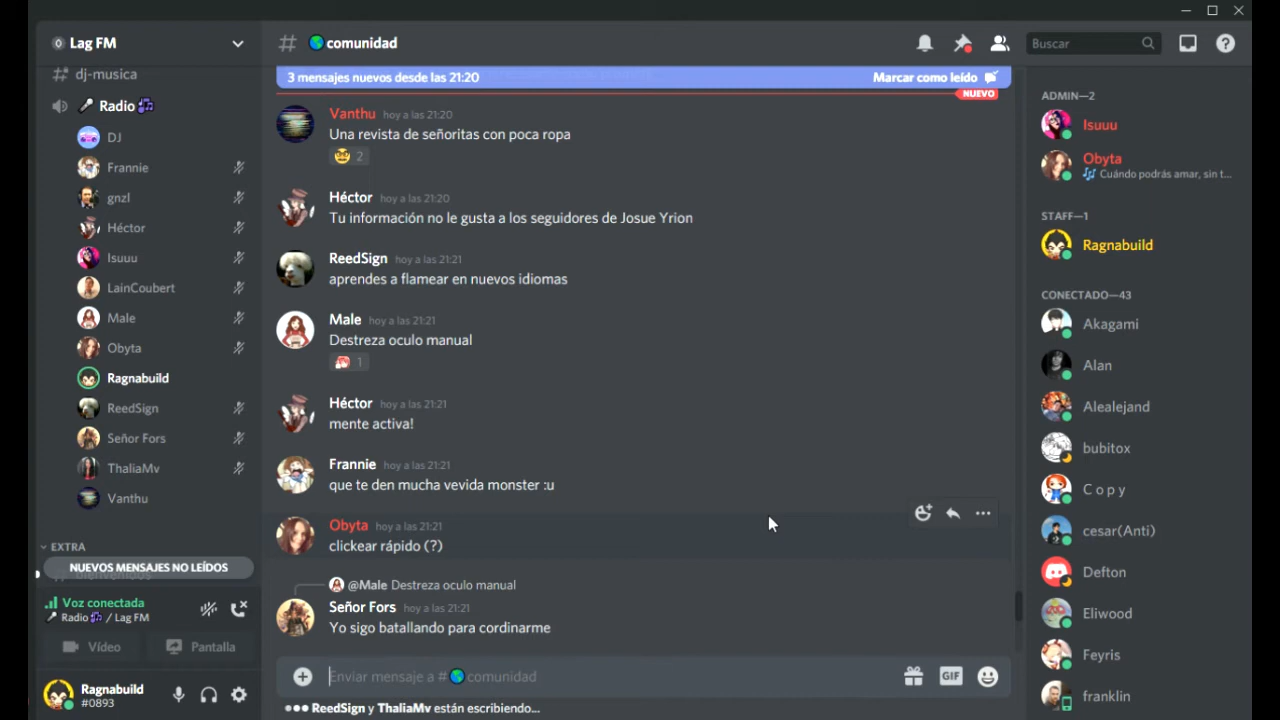 Lag FM
dj-musica
Radio
DJ
Frannie
gnzl
Héctor
Isuuu
LainCoubert
Male
Obyta
Ragnabuild
ReedSign
Señor Fors
ThaliaMv
Vanthu
EXTRA
NUEVOS MENSAJES NO LEÍDOS
Voz conectada
Radio / Lag FM
Vídeo
Pantalla
Ragnabuild
#0893
# comunidad
Buscar
3 mensajes nuevos desde las 21:20
Marcar como leído
NUEVO
Vanthu hoy a las 21:20
Una revista de señoritas con poca ropa
2
Héctor hoy a las 21:20
Tu información no le gusta a los seguidores de Josue Yrion
ReedSign hoy a las 21:21
aprendes a flamear en nuevos idiomas
Male hoy a las 21:21
Destreza oculo manual
1
Héctor hoy a las 21:21
mente activa!
Frannie hoy a las 21:21
que te den mucha vevida monster :u
Obyta hoy a las 21:21
clickear rápido (?)
@Male Destreza oculo manual
Señor Fors hoy a las 21:21
Yo sigo batallando para cordinarme
Enviar mensaje a # comunidad
GIF
ReedSign y ThaliaMv están escribiendo...
ADMIN—2
Isuuu
Obyta
Cuándo podrás amar, sin t...
STAFF—1
Ragnabuild
CONECTADO—43
Akagami
Alan
Alealejand
bubitox
C o p y
cesar(Anti)
Defton
Eliwood
Feyris
franklin